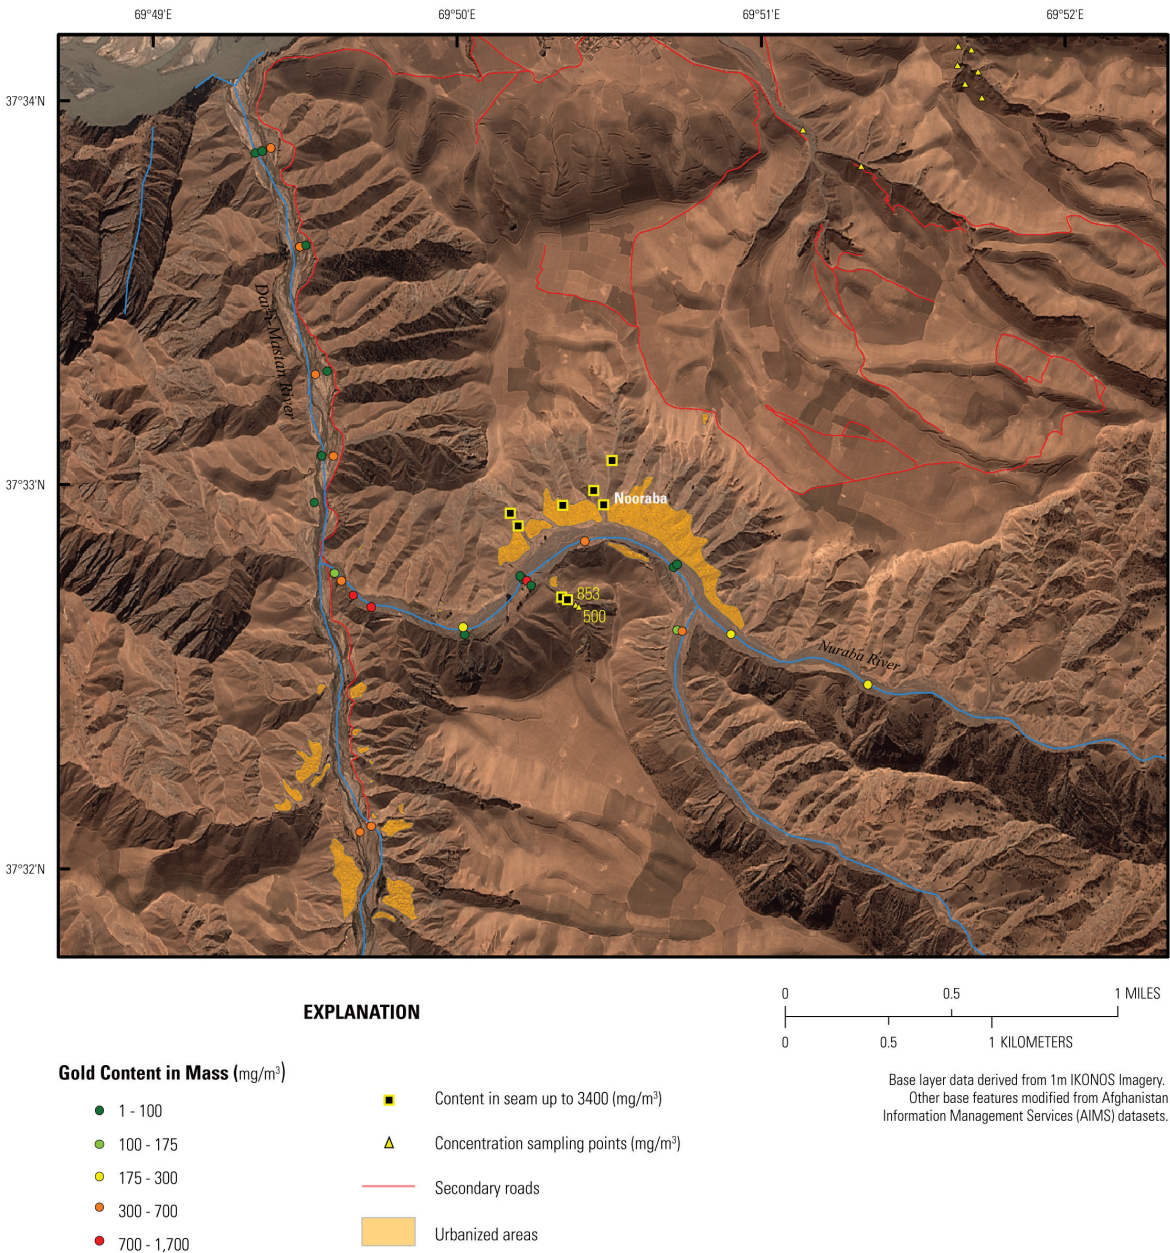 69°49'E
69°50'E
69°51'E
69°52'E
37°34'N
Dar-i-Mastan River
37°33'N
Nooraba
853
500
Nuraba River
37°32'N
EXPLANATION
0 0.5 1 MILES
0 0.5 1 KILOMETERS
Gold Content in Mass (mg/m³)
1 - 100
100 - 175
175 - 300
300 - 700
700 - 1,700
Content in seam up to 3400 (mg/m³)
Concentration sampling points (mg/m³)
Secondary roads
Urbanized areas
Base layer data derived from 1m IKONOS Imagery.
Other base features modified from Afghanistan
Information Management Services (AIMS) datasets.